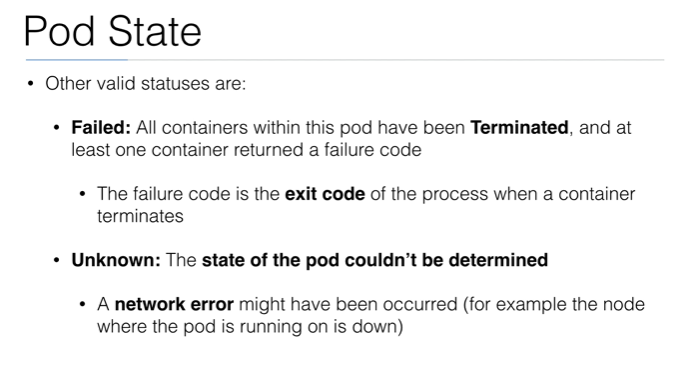 Pod State
• Other valid statuses are:
• Failed: All containers within this pod have been Terminated, and at
least one container returned a failure code
• The failure code is the exit code of the process when a container
terminates
• Unknown: The state of the pod couldn’t be determined
• A network error might have been occurred (for example the node
where the pod is running on is down)